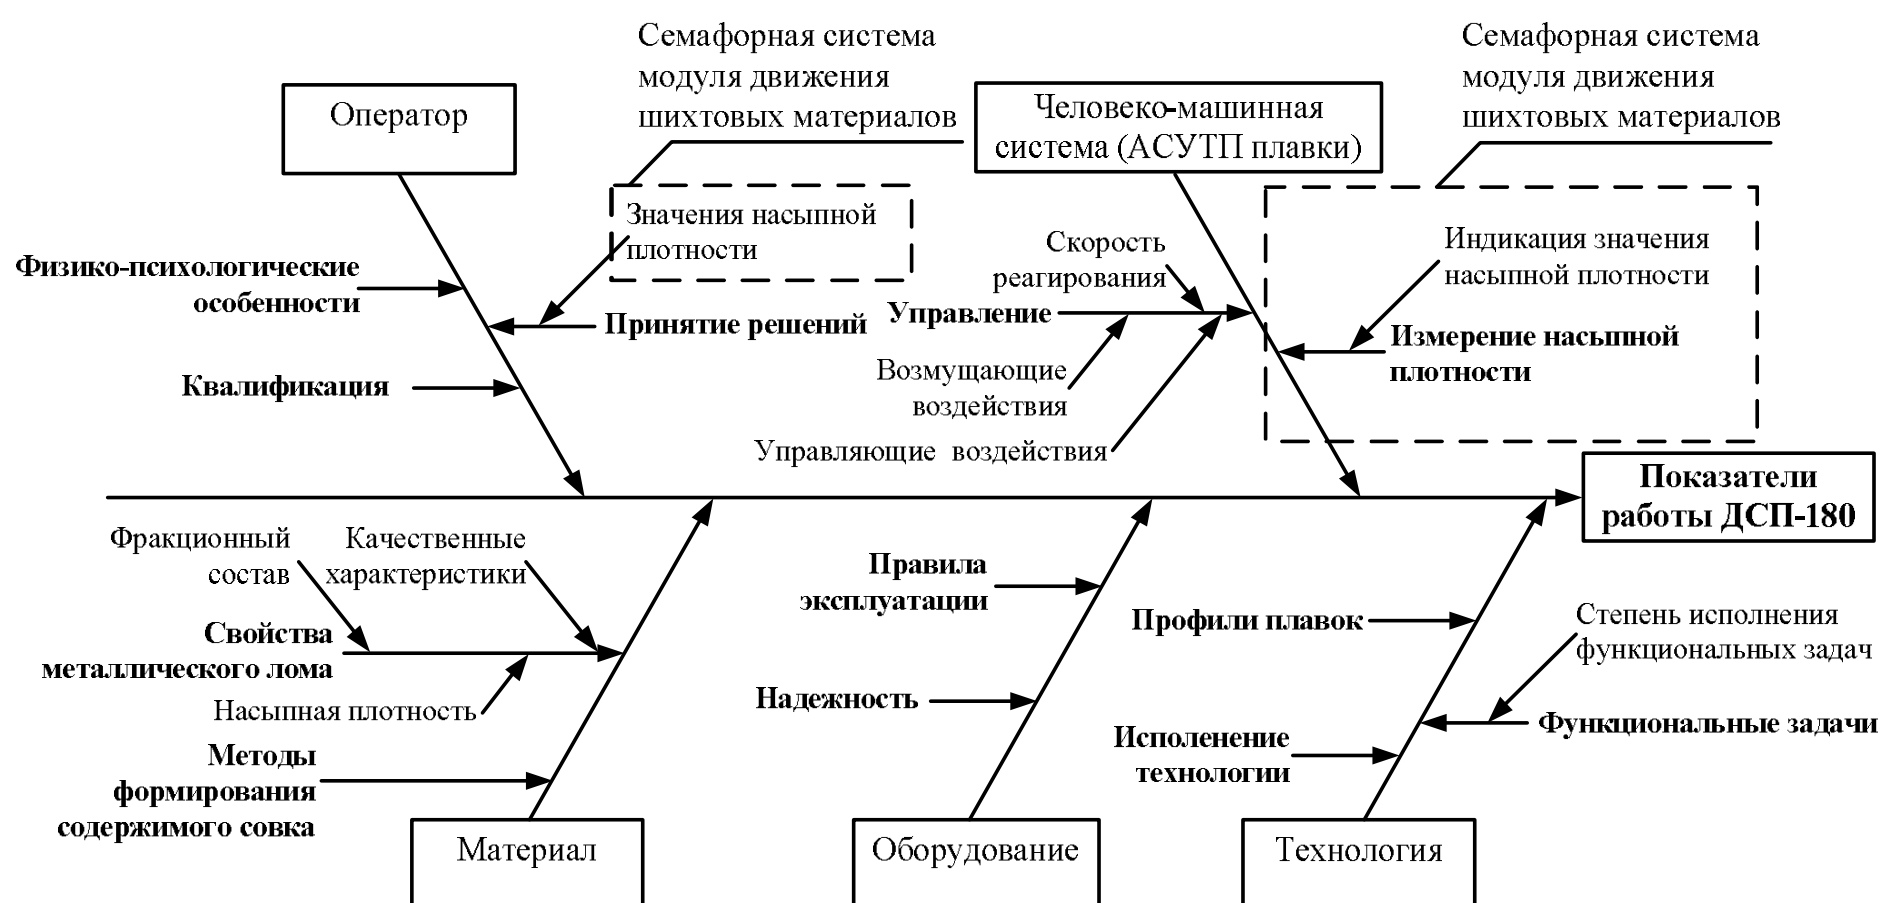 Семафорная система
модуля движения
шихтовых материалов
Семафорная система
модуля движения
шихтовых материалов
Оператор
Человеко-машинная
система (АСУТП плавки)
Значения насыпной
плотности
Физико-психологические
особенности
Принятие решений
Квалификация
Скорость
реагирования
Управление
Возмущающие
воздействия
Управляющие воздействия
Индикация значения
насыпной плотности
Измерение насыпной
плотности
Показатели
работы ДСП-180
Фракционный
состав
Качественные
характеристики
Свойства
металлического лома
Насыпная плотность
Методы
формирования
содержимого совка
Правила
эксплуатации
Надежность
Профили плавок
Степень исполнения
функциональных задач
Исполенение
технологии
Функциональные задачи
Материал
Оборудование
Технология